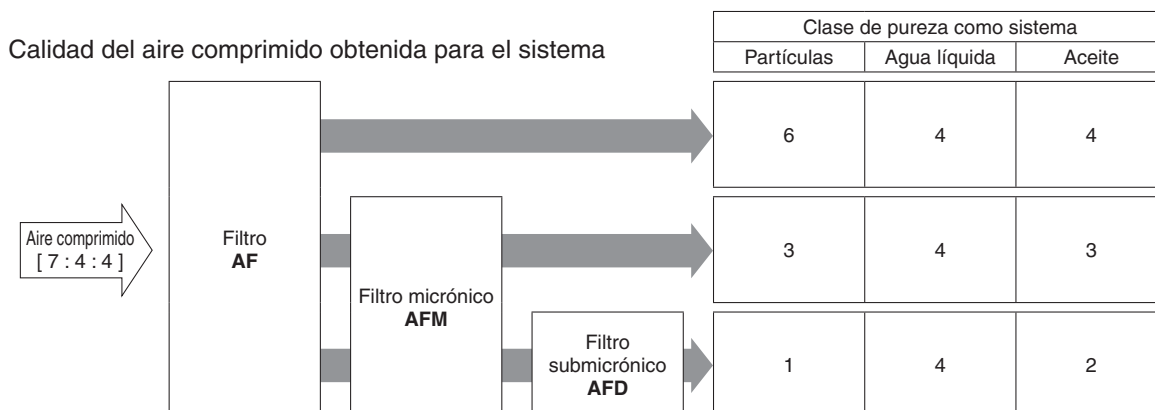 Calidad del aire comprimido obtenida para el sistema
Clase de pureza como sistema
Partículas Agua líquida Aceite
6 4 4
Aire comprimido
[ 7 : 4 : 4 ]
Filtro
AF
3 4 3
Filtro micrónico
AFM
Filtro
submicrónico
AFD
1 4 2